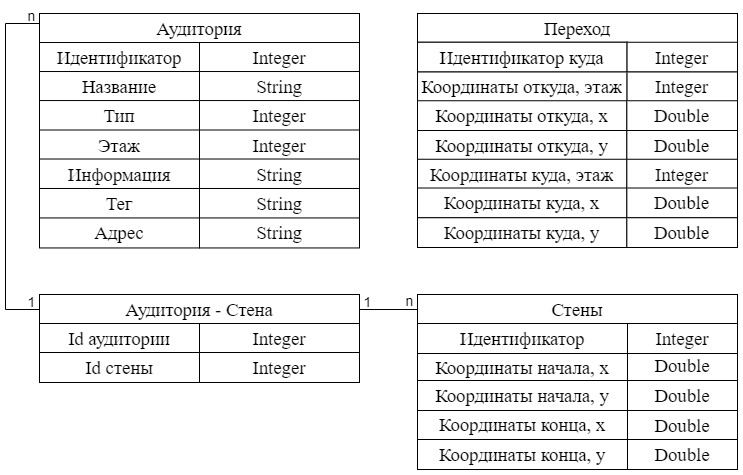 n
Аудитория
Идентификатор Integer
Название String
Тип Integer
Этаж Integer
Информация String
Тег String
Адрес String
Переход
Идентификатор куда Integer
Координаты откуда, этаж Integer
Координаты откуда, x Double
Координаты откуда, y Double
Координаты куда, этаж Integer
Координаты куда, x Double
Координаты куда, y Double
1
Аудитория - Стена
Id аудитории Integer
Id стены Integer
1 n
Стены
Идентификатор Integer
Координаты начала, x Double
Координаты начала, y Double
Координаты конца, x Double
Координаты конца, y Double